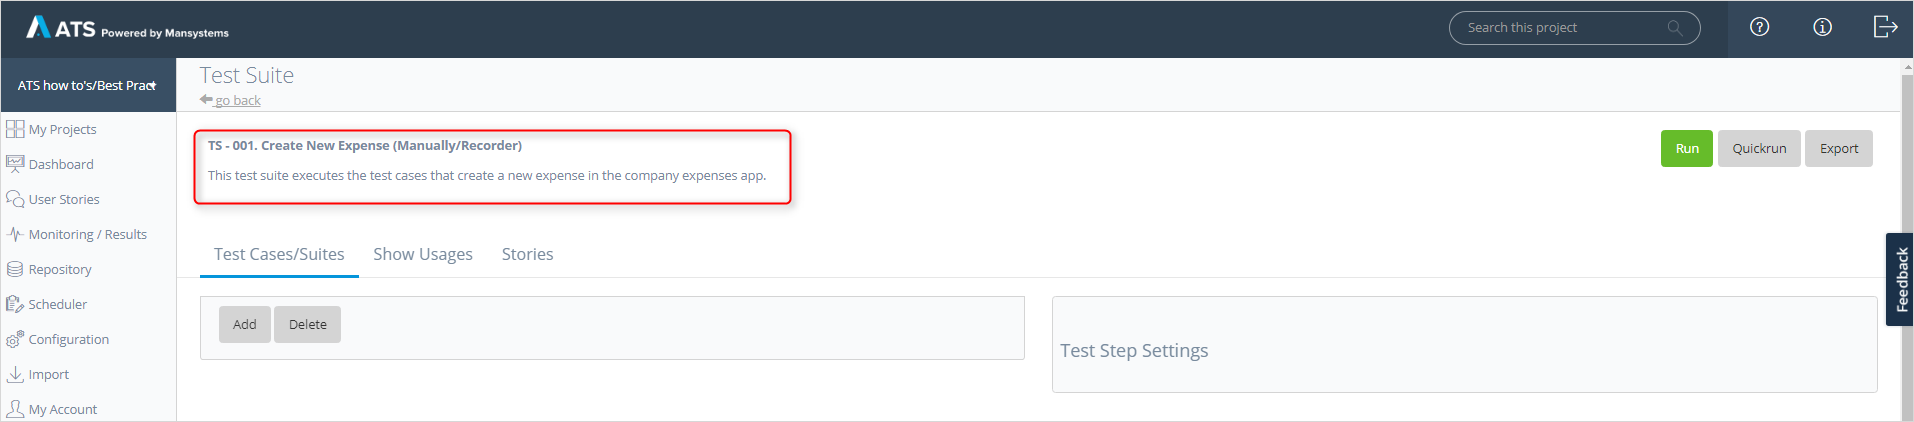 ATS Powered by Mansystems
Search this project
ATS how to's/Best Pract
Test Suite
go back
My Projects
Dashboard
User Stories
Monitoring / Results
Repository
Scheduler
Configuration
Import
My Account
TS - 001. Create New Expense (Manually/Recorder)
This test suite executes the test cases that create a new expense in the company expenses app.
Run Quickrun Export
Test Cases/Suites Show Usages Stories
Add Delete
Test Step Settings
Feedback